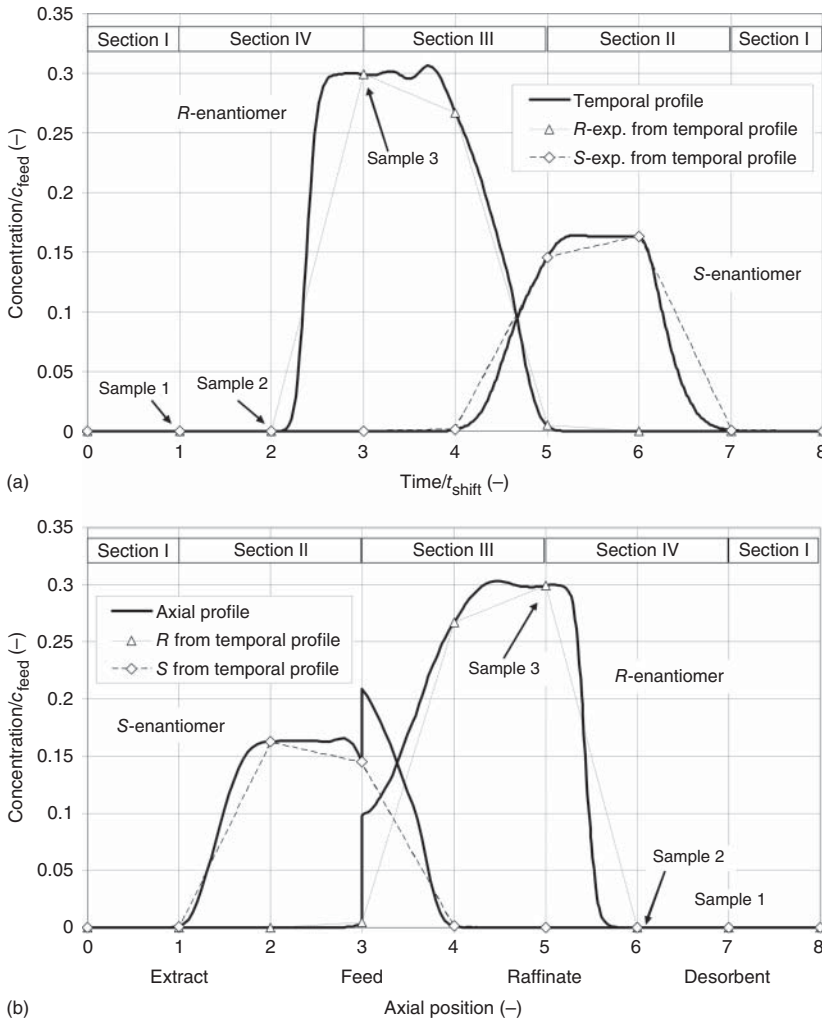 0.35
Section I
Section IV
Section III
Section II
Section I
0.3
R-enantiomer
Sample 3
Temporal profile
R-exp. from temporal profile
S-exp. from temporal profile
0.25
0.2
0.15
S-enantiomer
0.1
0.05
Sample 1
Sample 2
0
Concentration/c_feed (–)
0 1 2 3 4 5 6 7 8
(a)
Time/t_shift (–)
0.35
Section I
Section II
Section III
Section IV
Section I
0.3
Axial profile
R from temporal profile
S from temporal profile
Sample 3
R-enantiomer
0.25
0.2
S-enantiomer
0.15
0.1
0.05
Sample 2
Sample 1
0
Concentration/c_feed (–)
0 1 2 3 4 5 6 7 8
Extract Feed Raffinate Desorbent
(b)
Axial position (–)